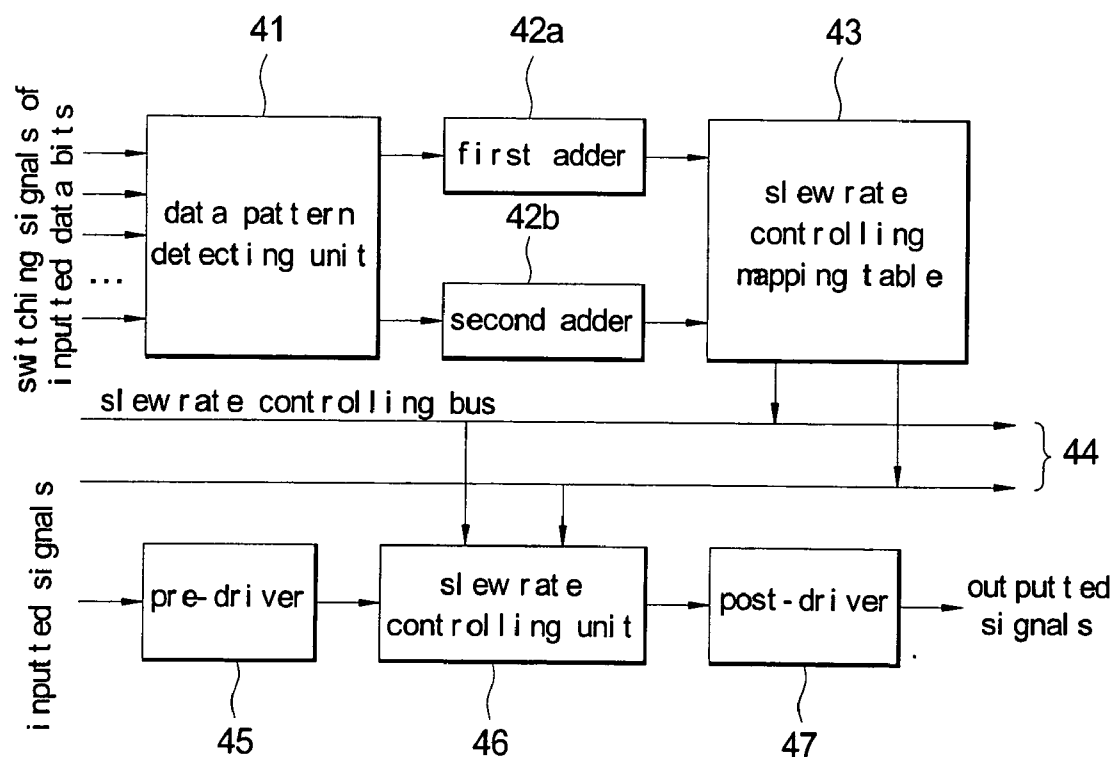 41
42a
43
switching signals of
inputted data bits
...
data pattern
detecting unit
first adder
42b
second adder
slew rate
controlling
mapping table
slew rate controlling bus
44
inputted signals
pre-driver
slew rate
controlling unit
post-driver
outputted
signals
45
46
47